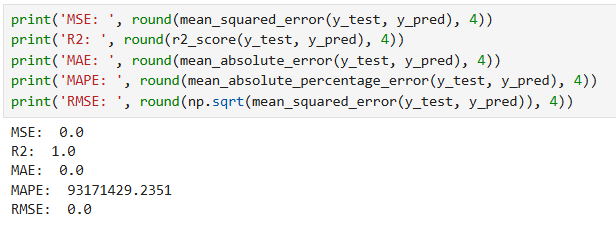 print('MSE: ', round(mean_squared_error(y_test, y_pred), 4))
print('R2: ', round(r2_score(y_test, y_pred), 4))
print('MAE: ', round(mean_absolute_error(y_test, y_pred), 4))
print('MAPE: ', round(mean_absolute_percentage_error(y_test, y_pred), 4))
print('RMSE: ', round(np.sqrt(mean_squared_error(y_test, y_pred)), 4))
MSE:  0.0
R2:  1.0
MAE:  0.0
MAPE:  93171429.2351
RMSE:  0.0